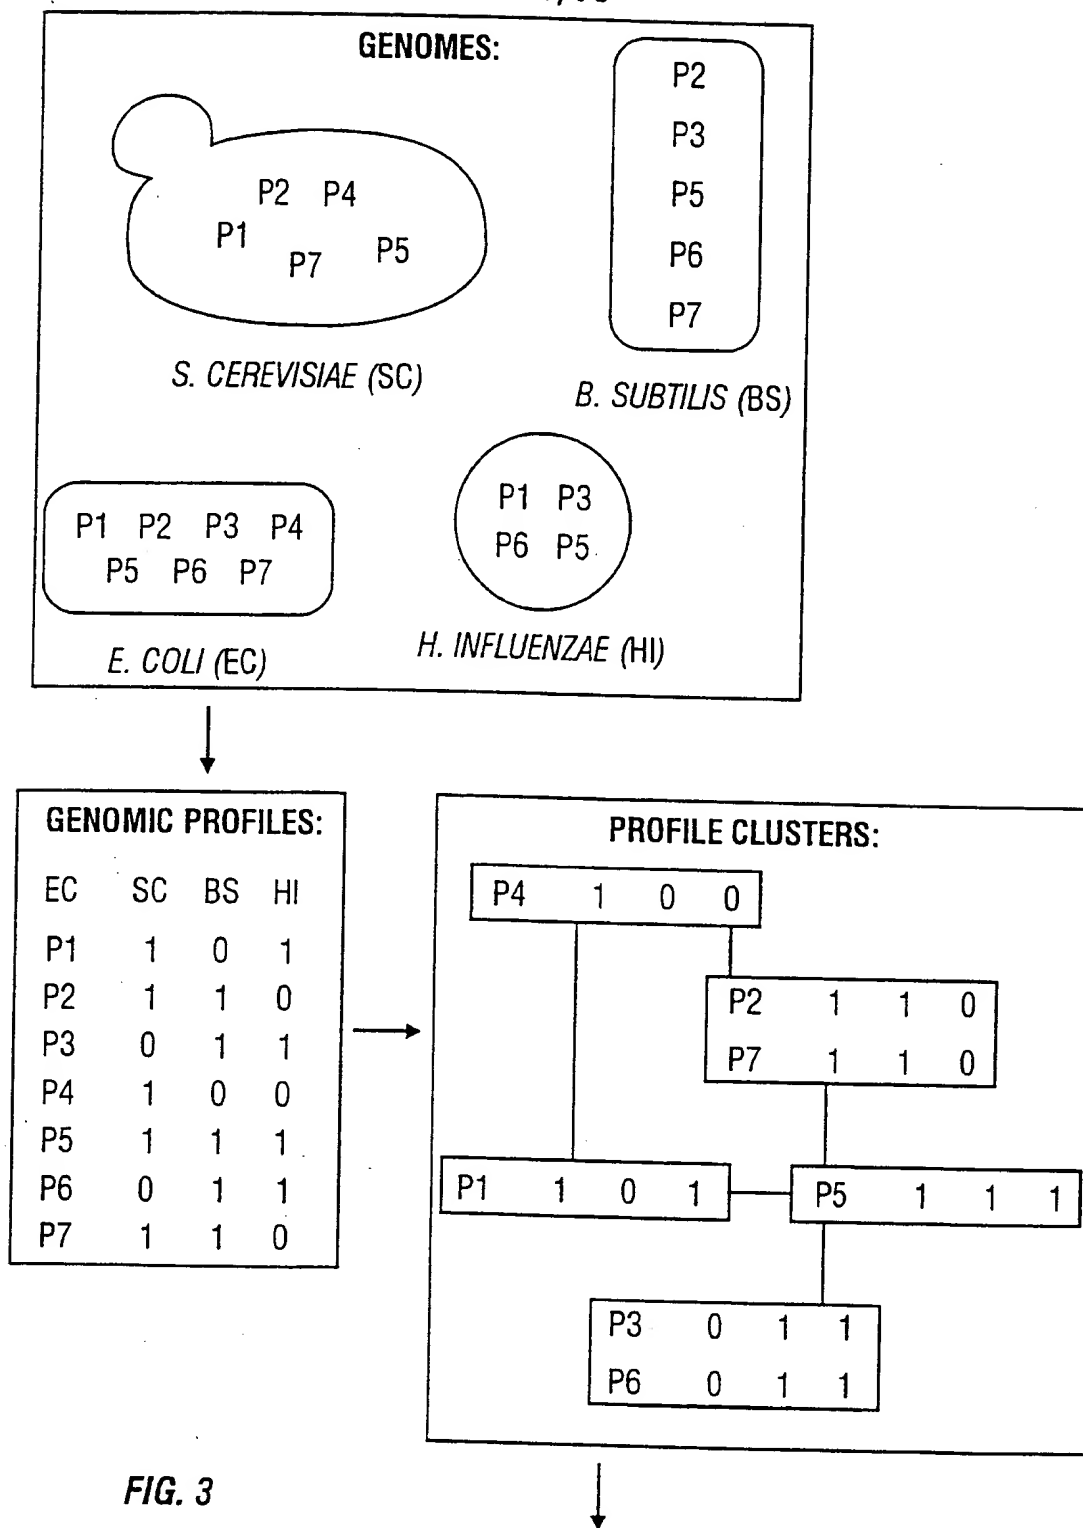 GENOMES:
P2
P3
P5
P6
P7
P2 P4
P1
P7
P5
S. CEREVISIAE (SC)
B. SUBTILIS (BS)
P1 P2 P3 P4
P5 P6 P7
E. COLI (EC)
P1 P3
P6 P5
H. INFLUENZAE (HI)
GENOMIC PROFILES:
EC SC BS HI
P1 1 0 1
P2 1 1 0
P3 0 1 1
P4 1 0 0
P5 1 1 1
P6 0 1 1
P7 1 1 0
PROFILE CLUSTERS:
P4 1 0 0
P2 1 1 0
P7 1 1 0
P1 1 0 1
P5 1 1 1
P3 0 1 1
P6 0 1 1
FIG. 3